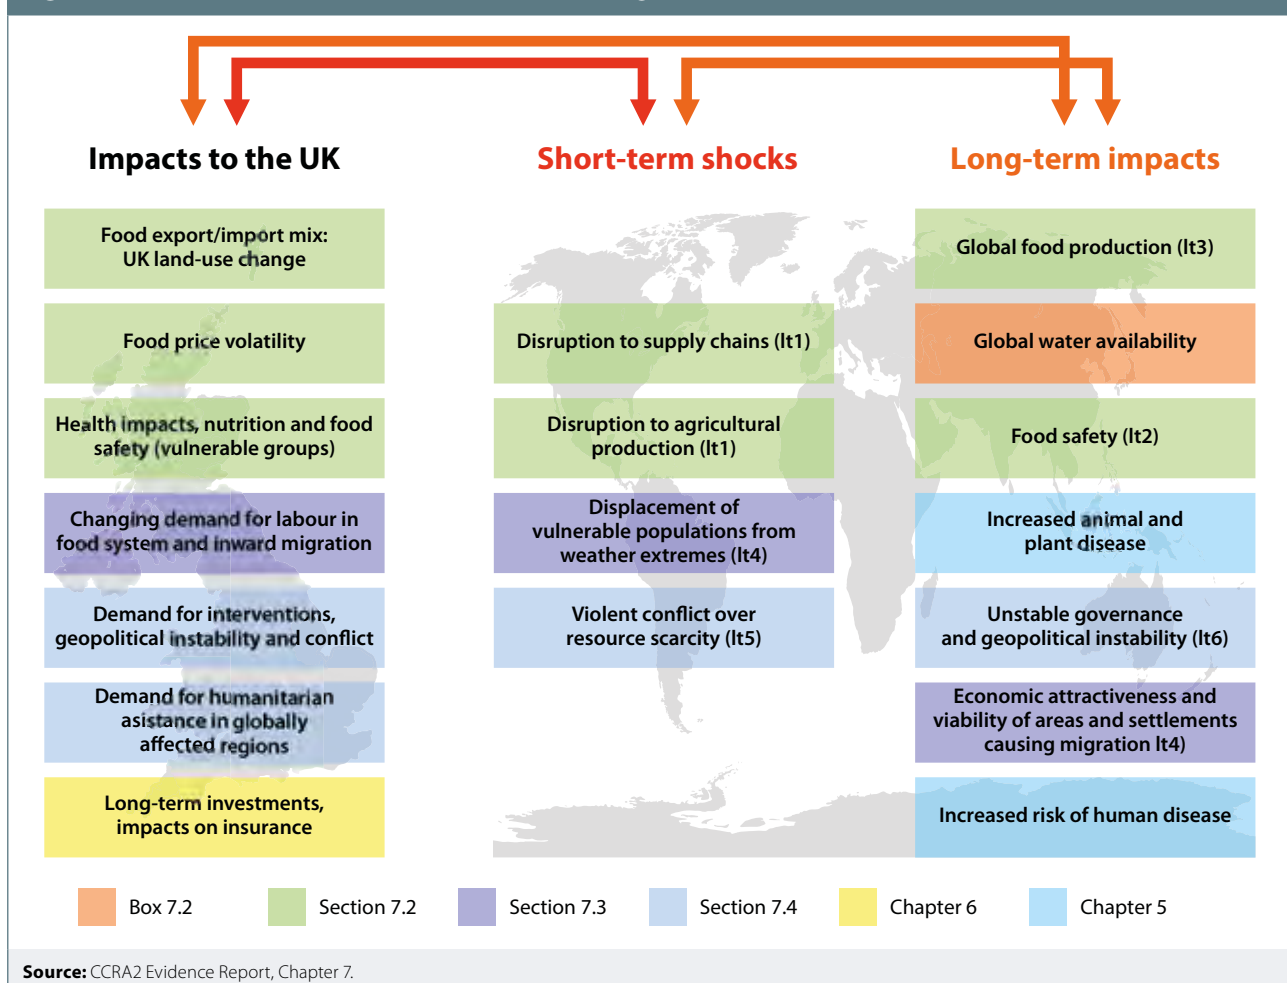 Impacts to the UK
Short-term shocks
Long-term impacts
Food export/import mix:
UK land-use change
Food price volatility
Health impacts, nutrition and food
safety (vulnerable groups)
Changing demand for labour in
food system and inward migration
Demand for interventions,
geopolitical instability and conflict
Demand for humanitarian
asistance in globally
affected regions
Long-term investments,
impacts on insurance
Disruption to supply chains (lt1)
Disruption to agricultural
production (lt1)
Displacement of
vulnerable populations from
weather extremes (lt4)
Violent conflict over
resource scarcity (lt5)
Global food production (lt3)
Global water availability
Food safety (lt2)
Increased animal and
plant disease
Unstable governance
and geopolitical instability (lt6)
Economic attractiveness and
viability of areas and settlements
causing migration lt4)
Increased risk of human disease
Box 7.2
Section 7.2
Section 7.3
Section 7.4
Chapter 6
Chapter 5
Source: CCRA2 Evidence Report, Chapter 7.